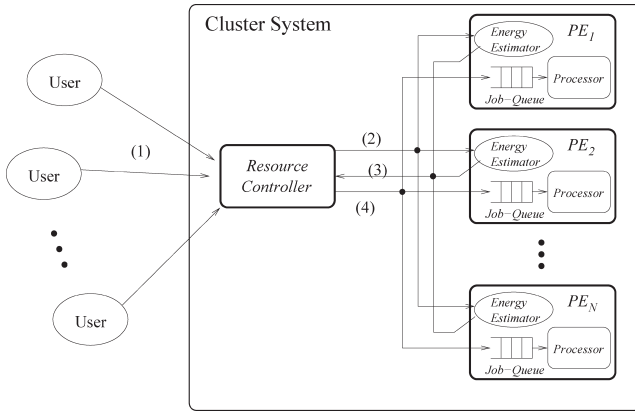 Cluster System
User
User
User
(1)
Resource
Controller
(2)
(3)
(4)
Energy
Estimator
PE1
Job-Queue
Processor
Energy
Estimator
PE2
Job-Queue
Processor
Energy
Estimator
PEN
Job-Queue
Processor